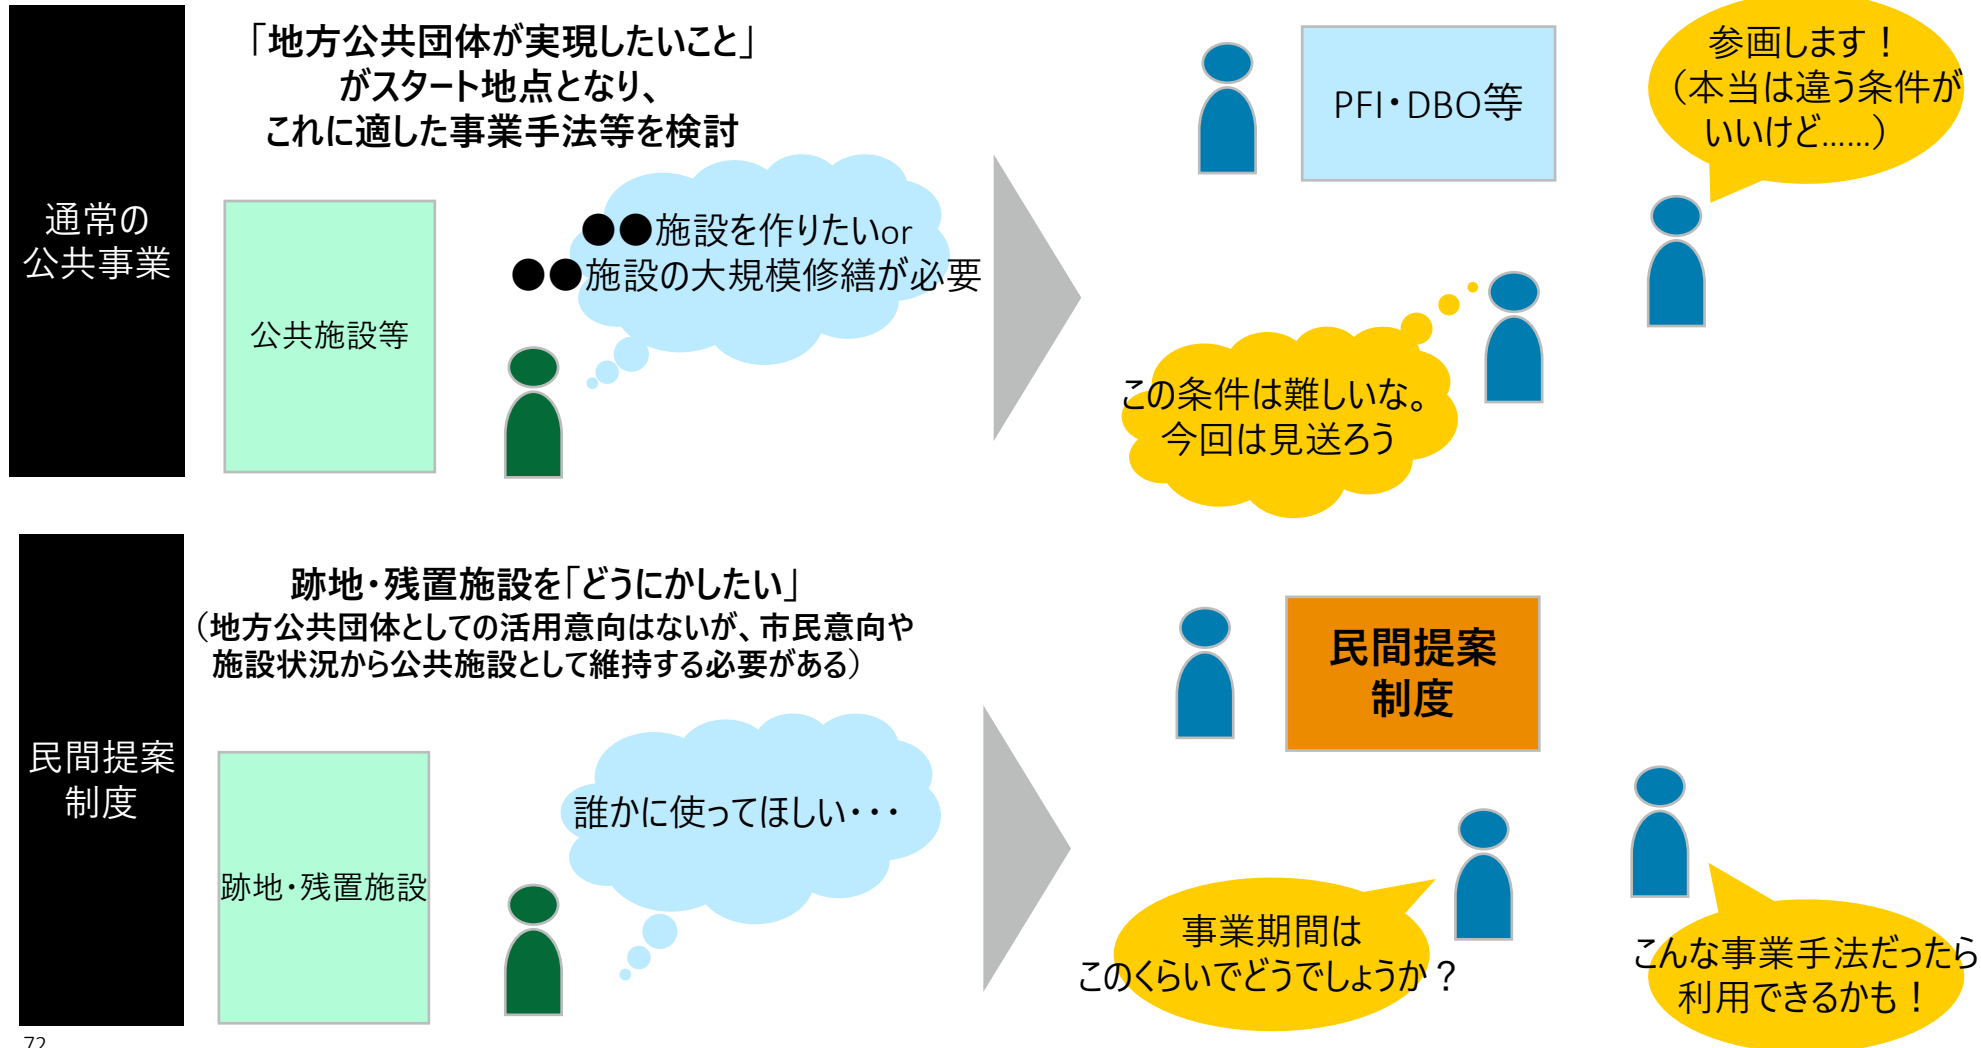 通常の
公共事業
「地方公共団体が実現したいこと」
がスタート地点となり、
これに適した事業手法等を検討
公共施設等
●●施設を作りたいor
●●施設の大規模修繕が必要
PFI・DBO等
参画します！
（本当は違う条件が
いいけど……）
この条件は難しいな。
今回は見送ろう
民間提案
制度
跡地・残置施設を「どうにかしたい」
（地方公共団体としての活用意向はないが、市民意向や
施設状況から公共施設として維持する必要がある）
跡地・残置施設
誰かに使ってほしい・・・
民間提案
制度
事業期間は
このくらいでどうでしょうか？
こんな事業手法だったら
利用できるかも！
72